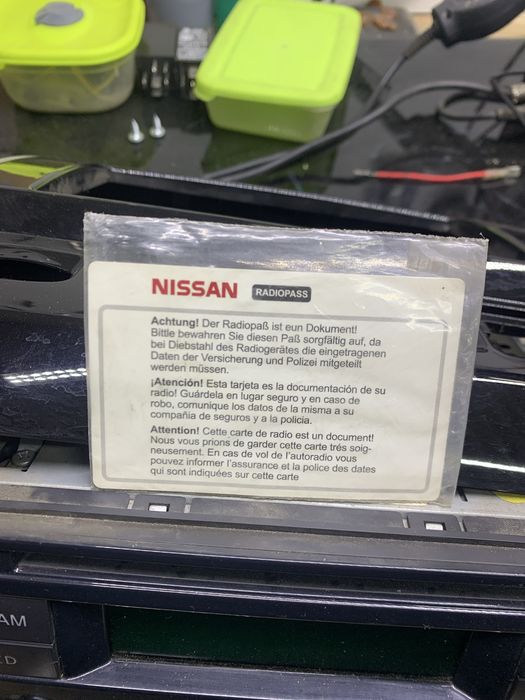 NISSAN RADIOPASS
Achtung! Der Radiopaß ist eun Dokument!
Bittle bewahren Sie diesen Paß sorgfältig auf, da
bei Diebstahl des Radiogerätes die eingetragenen
Daten der Versicherung und Polizei mitgeteilt
werden müssen.
¡Atención! Esta tarjeta es la documentación de su
radio! Guárdela en lugar seguro y en caso de
robo, comunique los datos de la misma a su
compañia de seguros y a la policia.
Attention! Cette carte de radio est un document!
Nous vous prions de garder cette carte trés soig-
neusement. En cas de vol de l'autoradio vous
pouvez informer l'assurance et la police des dates
qui sont indiquées sur cette carte
AM